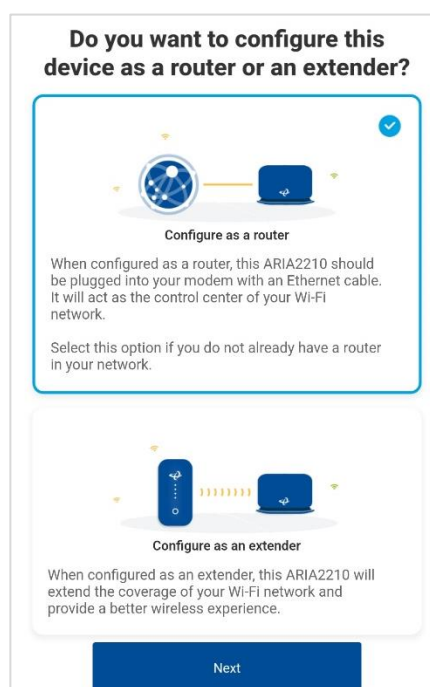 Do you want to configure this
device as a router or an extender?
Configure as a router
When configured as a router, this ARIA2210 should
be plugged into your modem with an Ethernet cable.
It will act as the control center of your Wi-Fi
network.
Select this option if you do not already have a router
in your network.
Configure as an extender
When configured as an extender, this ARIA2210 will
extend the coverage of your Wi-Fi network and
provide a better wireless experience.
Next